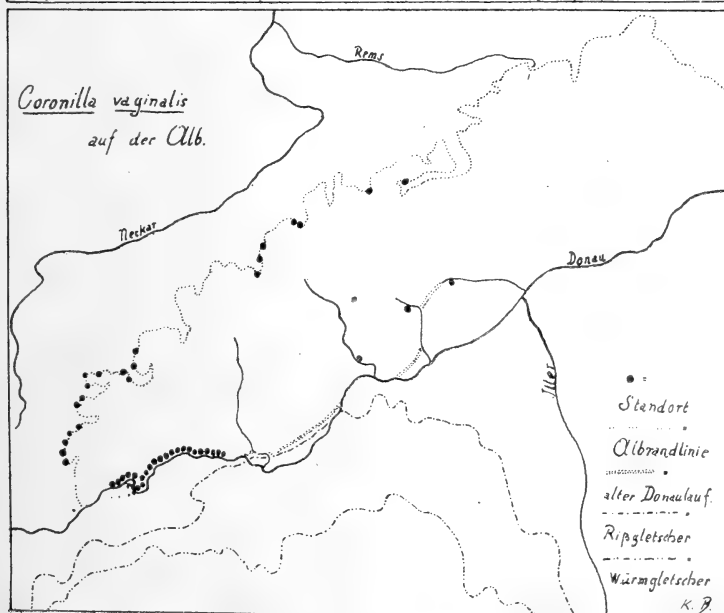 Coronilla vaginalis
auf der Alb.
Rems
Neckar
Donau
Iller
Standort
Albrandlinie
alter Donaulauf.
Rißgletscher
Würmgletscher
K. B